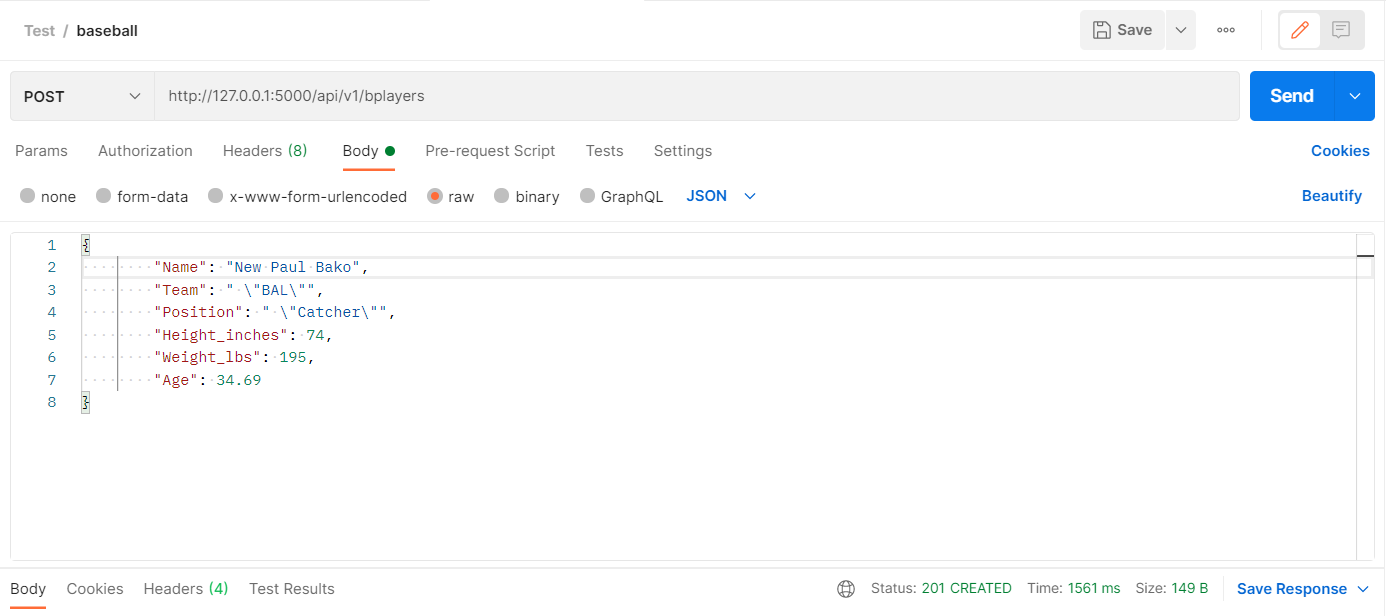 Test / baseball
Save
POST http://127.0.0.1:5000/api/v1/bplayers Send
Params Authorization Headers (8) Body Pre-request Script Tests Settings Cookies
none form-data x-www-form-urlencoded raw binary GraphQL JSON Beautify
1 {
2 "Name": "New Paul Bako",
3 "Team": " \"BAL\"",
4 "Position": " \"Catcher\"",
5 "Height_inches": 74,
6 "Weight_lbs": 195,
7 "Age": 34.69
8 }
Body Cookies Headers (4) Test Results Status: 201 CREATED Time: 1561 ms Size: 149 B Save Response